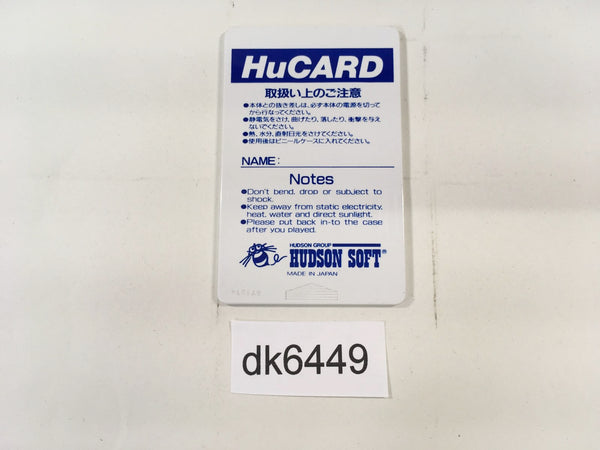 HuCARD
取扱い上のご注意
●本体との抜き差しは、必ず本体の電源を切って
から行なってください。
●静電気をさけ、曲げたり、落したり、衝撃を与え
ないでください。
●熱、水分、直射日光をさけてください。
●使用後はビニールケースに入れてください。
NAME:
Notes
●Don't bend, drop or subject to
shock.
●Keep away from static electricity,
heat, water and direct sunlight.
●Please put back in-to the case
after you played.
HUDSON GROUP
HUDSON SOFT®
MADE IN JAPAN
dk6449